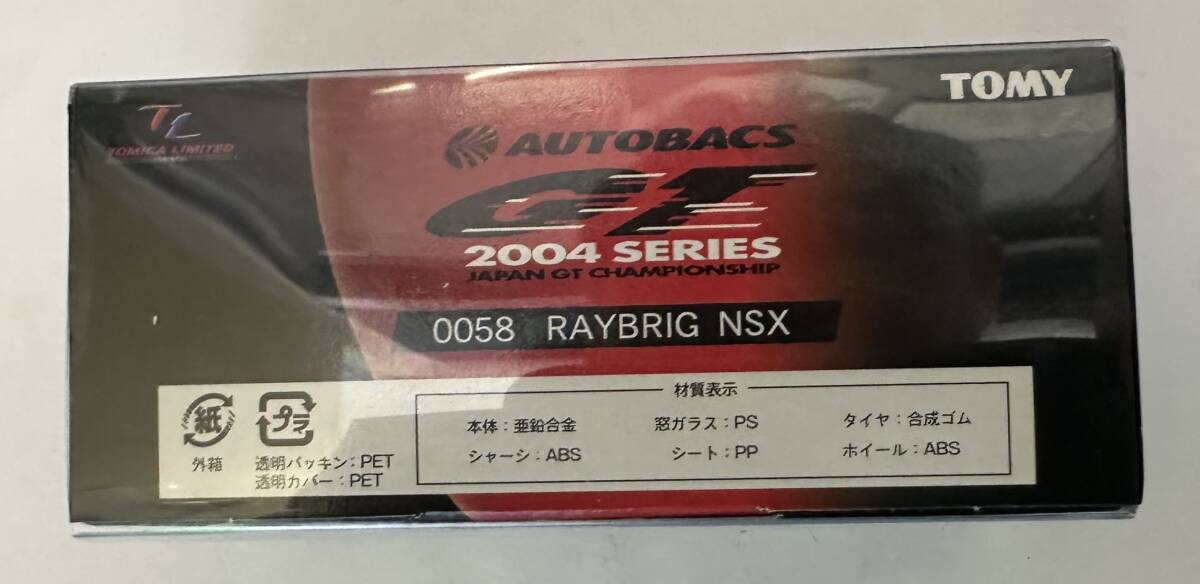 TL
TOMICA LIMITED
TOMY
AUTOBACS
GT
2004 SERIES
JAPAN GT CHAMPIONSHIP
0058 RAYBRIG NSX
紙
外箱
プラ
透明パッキン：PET
透明カバー：PET
材質表示
本体：亜鉛合金 窓ガラス：PS タイヤ：合成ゴム
シャーシ：ABS シート：PP ホイール：ABS